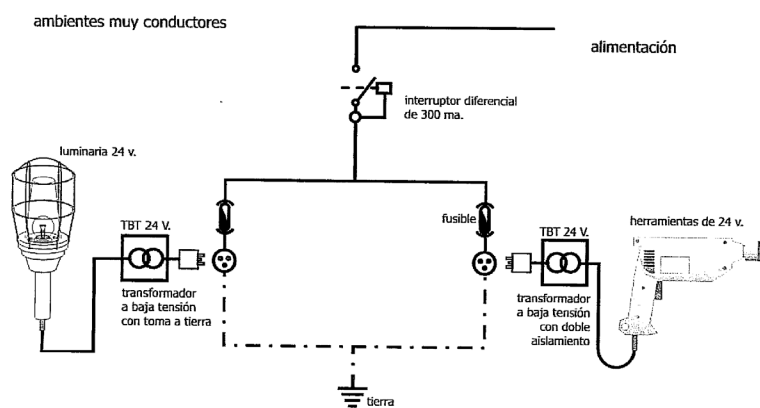 ambientes muy conductores
alimentación
interruptor diferencial
de 300 ma.
luminaria 24 v.
fusible
herramientas de 24 v.
TBT 24 V.
TBT 24 V.
transformador
a baja tensión
con toma a tierra
transformador
a baja tensión
con doble
aislamiento
tierra